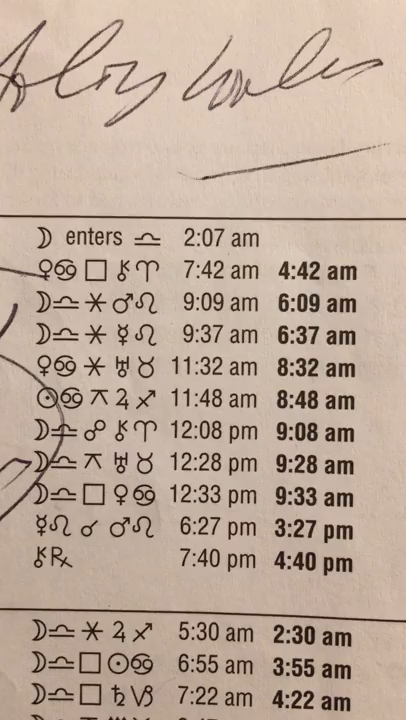 ☽ enters ♎ 2:07 am
♀♋ □ ⚷♈ 7:42 am 4:42 am
☽♎ ⚹ ♂♌ 9:09 am 6:09 am
☽♎ ⚹ ☿♌ 9:37 am 6:37 am
♀♋ ⚹ ♅♉ 11:32 am 8:32 am
☉♋ ⚻ ♃♐ 11:48 am 8:48 am
☽♎ ☍ ⚷♈ 12:08 pm 9:08 am
☽♎ ⚻ ♅♉ 12:28 pm 9:28 am
☽♎ □ ♀♋ 12:33 pm 9:33 am
☿♌ ☌ ♂♌ 6:27 pm 3:27 pm
⚷℞ 7:40 pm 4:40 pm
☽♎ ⚹ ♃♐ 5:30 am 2:30 am
☽♎ □ ☉♋ 6:55 am 3:55 am
☽♎ □ ♄♑ 7:22 am 4:22 am